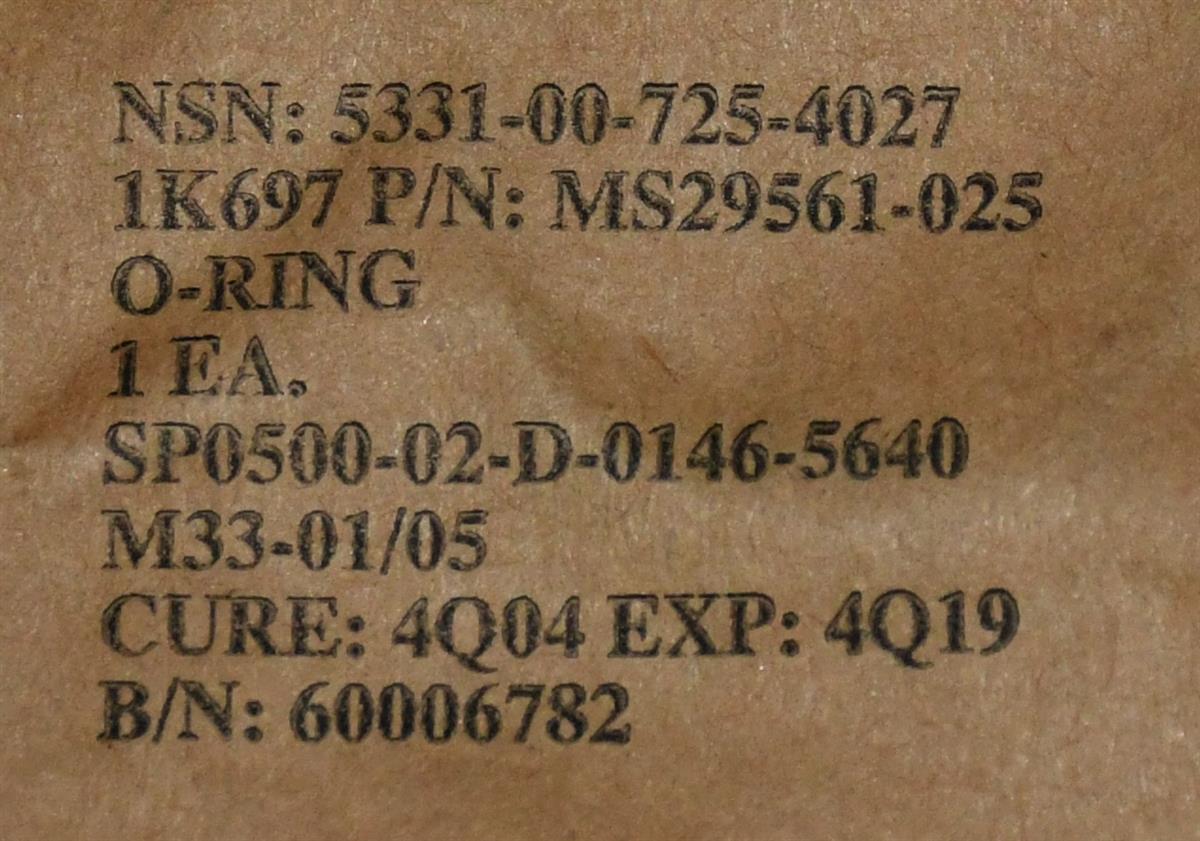 NSN: 5331-00-725-4027
1K697 P/N: MS29561-025
O-RING
1 EA.
SP0500-02-D-0146-5640
M33-01/05
CURE: 4Q04 EXP: 4Q19
B/N: 60006782